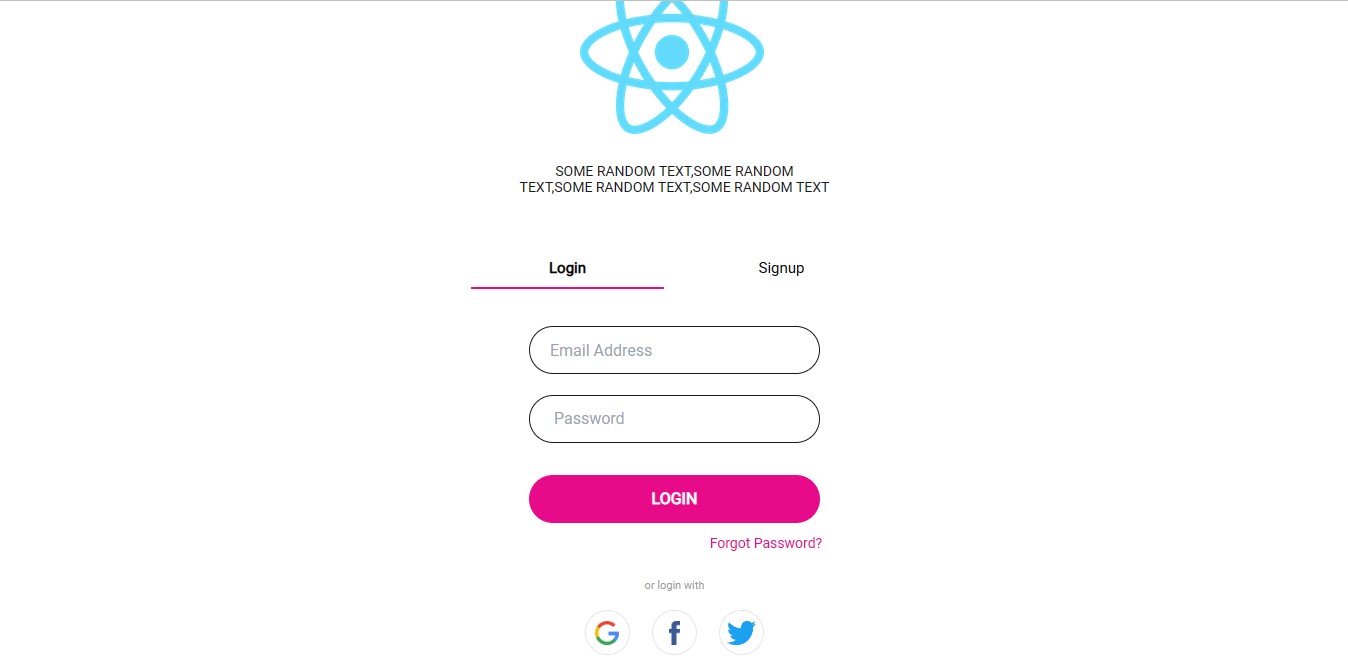 SOME RANDOM TEXT,SOME RANDOM
TEXT,SOME RANDOM TEXT,SOME RANDOM TEXT
Login
Signup
Email Address
Password
LOGIN
Forgot Password?
or login with